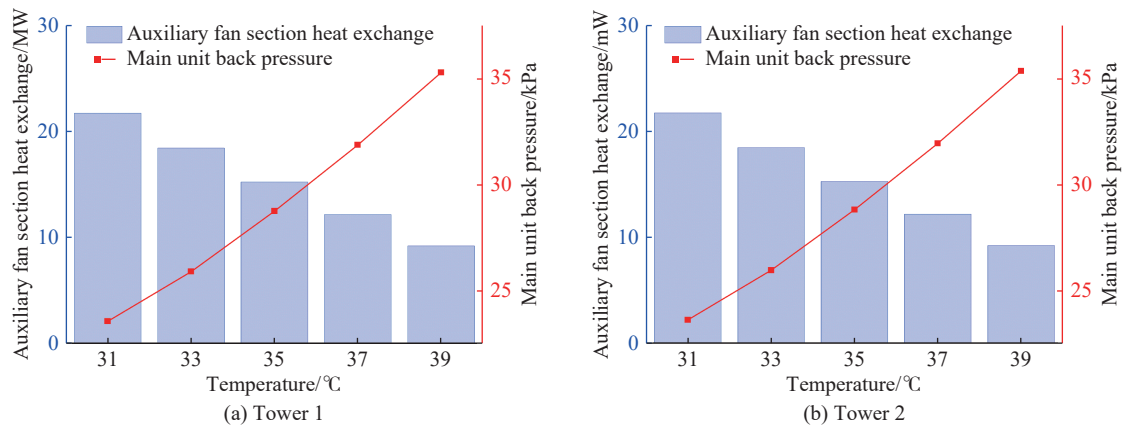 Auxiliary fan section heat exchange/MW
30
20
10
0
Auxiliary fan section heat exchange
Main unit back pressure
35
30
25
Main unit back pressure/kPa
31 33 35 37 39
Temperature/℃
(a) Tower 1
Auxiliary fan section heat exchange/mW
30
20
10
0
Auxiliary fan section heat exchange
Main unit back pressure
35
30
25
Main unit back pressure/kPa
31 33 35 37 39
Temperature/℃
(b) Tower 2